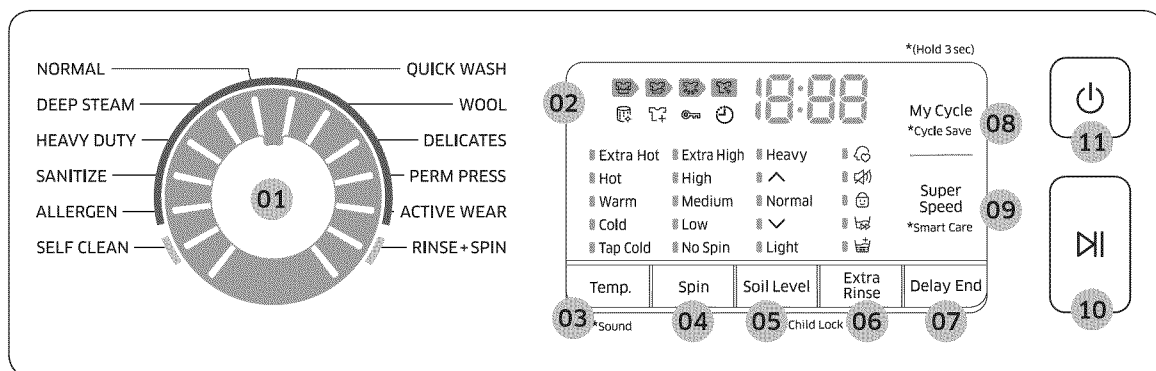 *(Hold 3 sec)
NORMAL
DEEP STEAM
HEAVY DUTY
SANITIZE
ALLERGEN
SELF CLEAN
QUICK WASH
WOOL
DELICATES
PERM PRESS
ACTIVE WEAR
RINSE+SPIN
01
02
18:88
Extra Hot
Hot
Warm
Cold
Tap Cold
Extra High
High
Medium
Low
No Spin
Heavy
Normal
Light
My Cycle
*Cycle Save
08
Super
Speed
*Smart Care
09
Temp.
Spin
Soil Level
Extra
Rinse
Delay End
03
*Sound
04
05
Child Lock
06
07
11
10